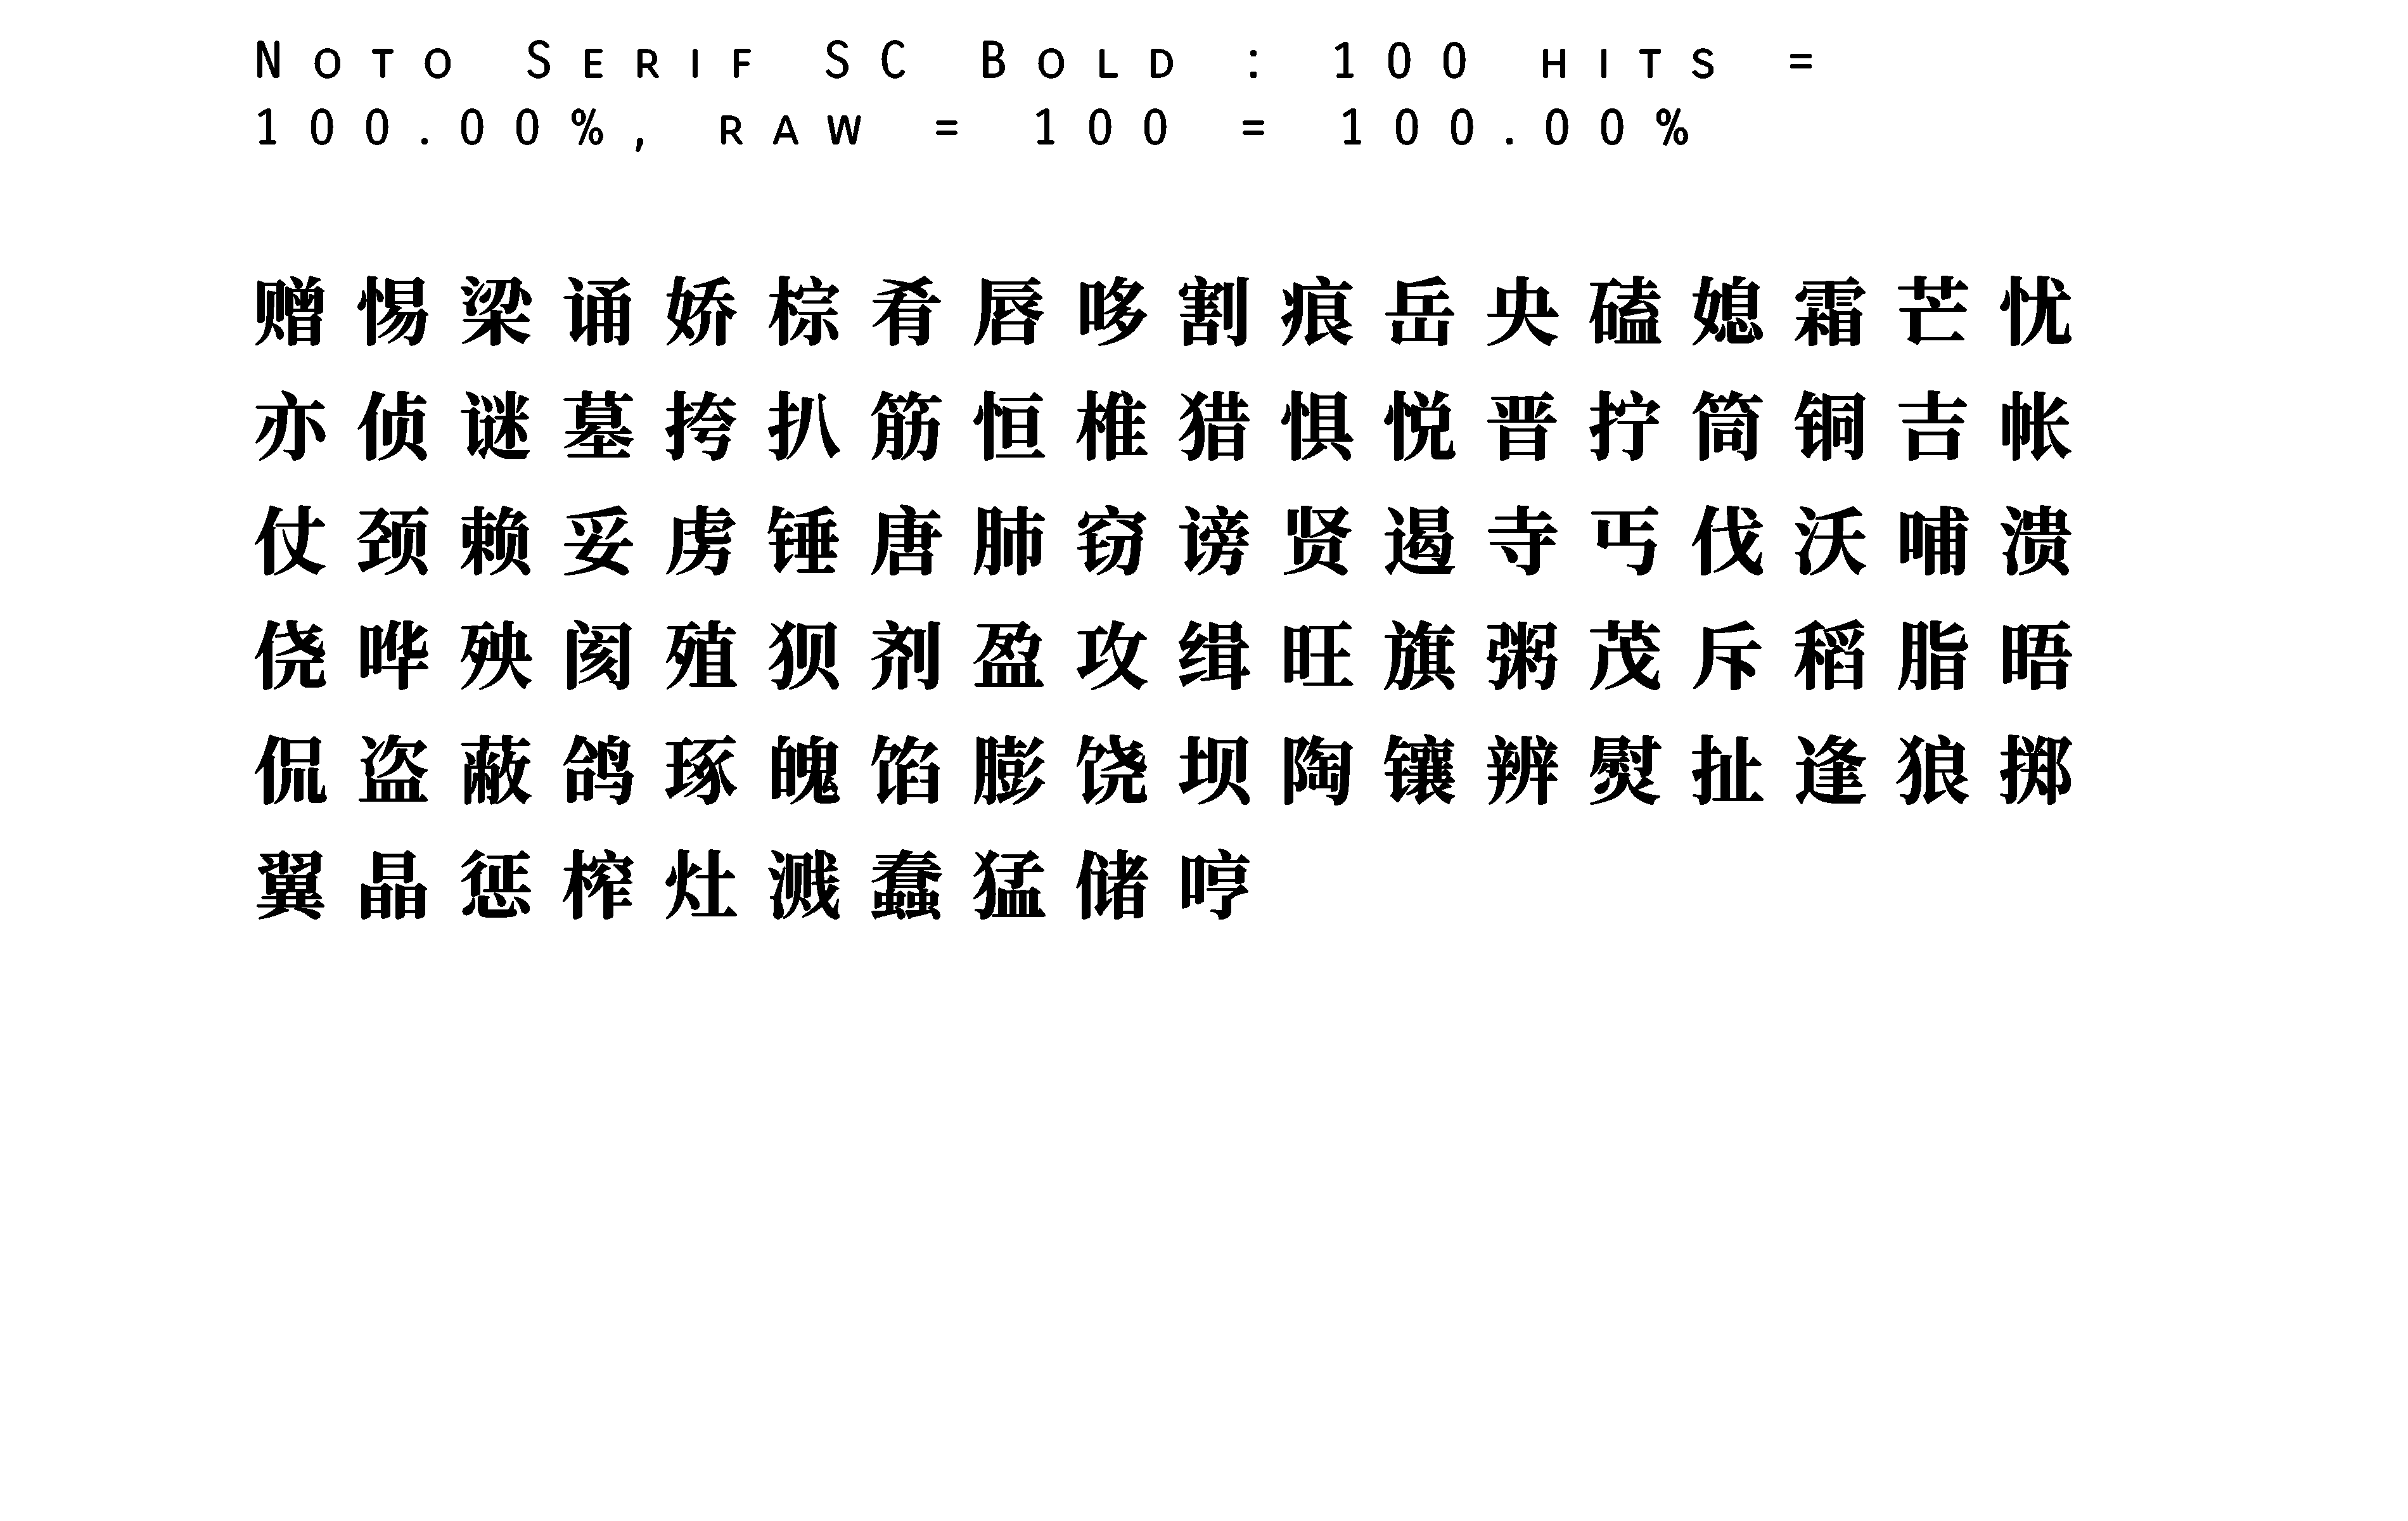 Noto Serif SC Bold : 100 hits =
100.00%, raw = 100 = 100.00%
赠惕梁诵娇棕肴唇哆割痕岳央磕媳霜芒忧
亦侦谜墓挎扒筋恒椎猎惧悦晋拧筒铜吉帐
仗颈赖妥虏锤唐肺窃谤贤遏寺丐伐沃哺溃
侥哗殃阂殖狈剂盈攻缉旺旗粥茂斥稻脂晤
侃盗蔽鸽琢魄馅膨饶坝陶镶辨熨扯逢狼掷
翼晶惩榨灶溅蠢猛储哼